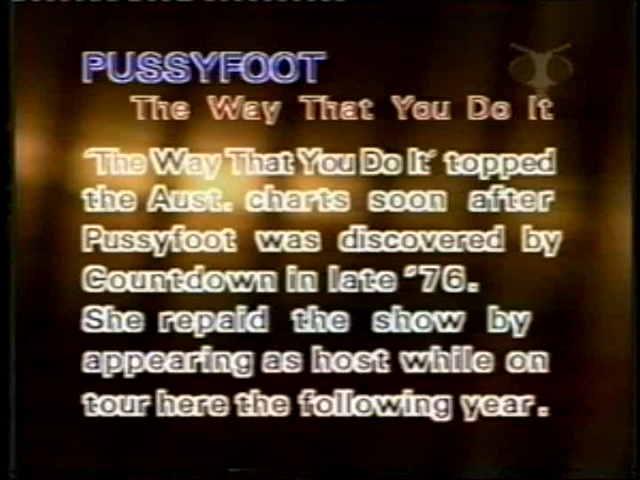 PUSSYFOOT
The Way That You Do It
'The Way That You Do It' topped
the Aust. charts soon after
Pussyfoot was discovered by
Countdown in late "76.
She repaid the show by
appearing as host while on
tour here the following year.